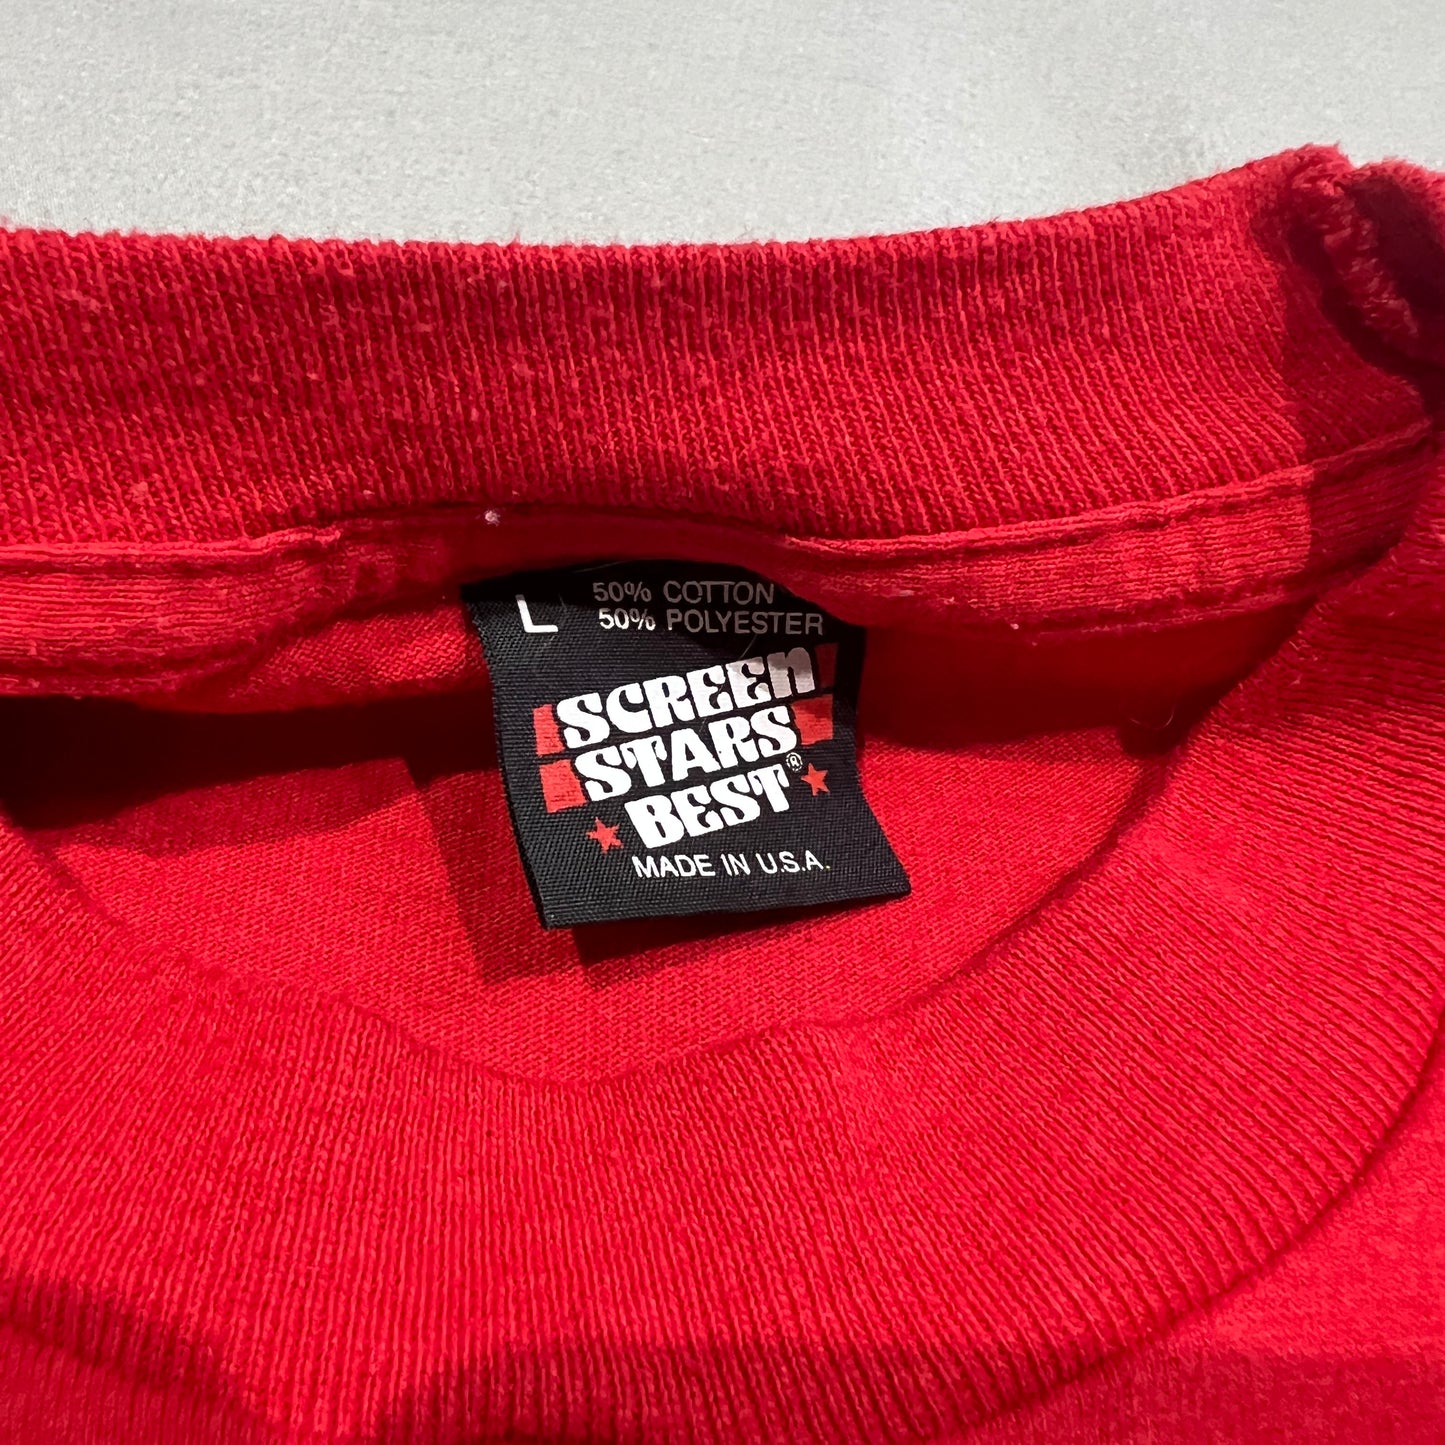 L
50% COTTON
50% POLYESTER
SCREEN
STARS
BEST®
MADE IN U.S.A.